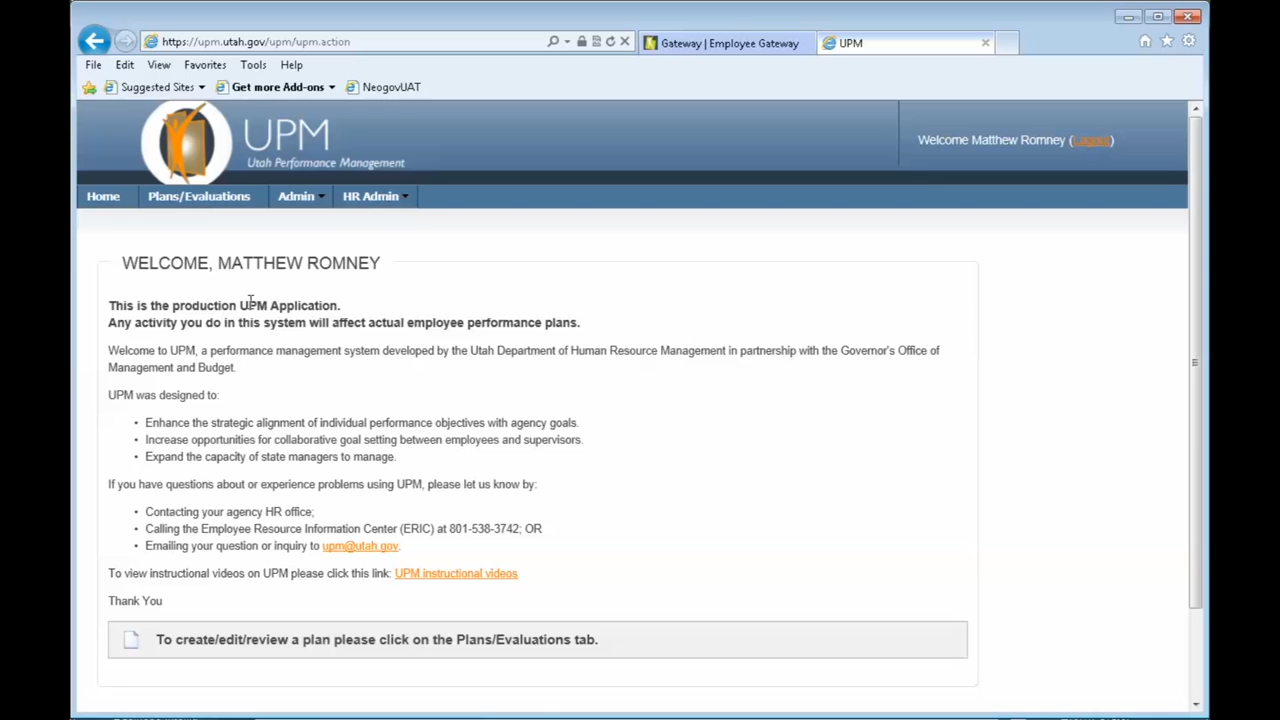 https://upm.utah.gov/upm/upm.action
Gateway | Employee Gateway
UPM
File Edit View Favorites Tools Help
Suggested Sites Get more Add-ons NeogovUAT
UPM
Utah Performance Management
Welcome Matthew Romney (Logout)
Home Plans/Evaluations Admin HR Admin
WELCOME, MATTHEW ROMNEY
This is the production UPM Application.
Any activity you do in this system will affect actual employee performance plans.
Welcome to UPM, a performance management system developed by the Utah Department of Human Resource Management in partnership with the Governor's Office of
Management and Budget.
UPM was designed to:
• Enhance the strategic alignment of individual performance objectives with agency goals.
• Increase opportunities for collaborative goal setting between employees and supervisors.
• Expand the capacity of state managers to manage.
If you have questions about or experience problems using UPM, please let us know by:
• Contacting your agency HR office;
• Calling the Employee Resource Information Center (ERIC) at 801-538-3742; OR
• Emailing your question or inquiry to upm@utah.gov.
To view instructional videos on UPM please click this link: UPM instructional videos
Thank You
To create/edit/review a plan please click on the Plans/Evaluations tab.